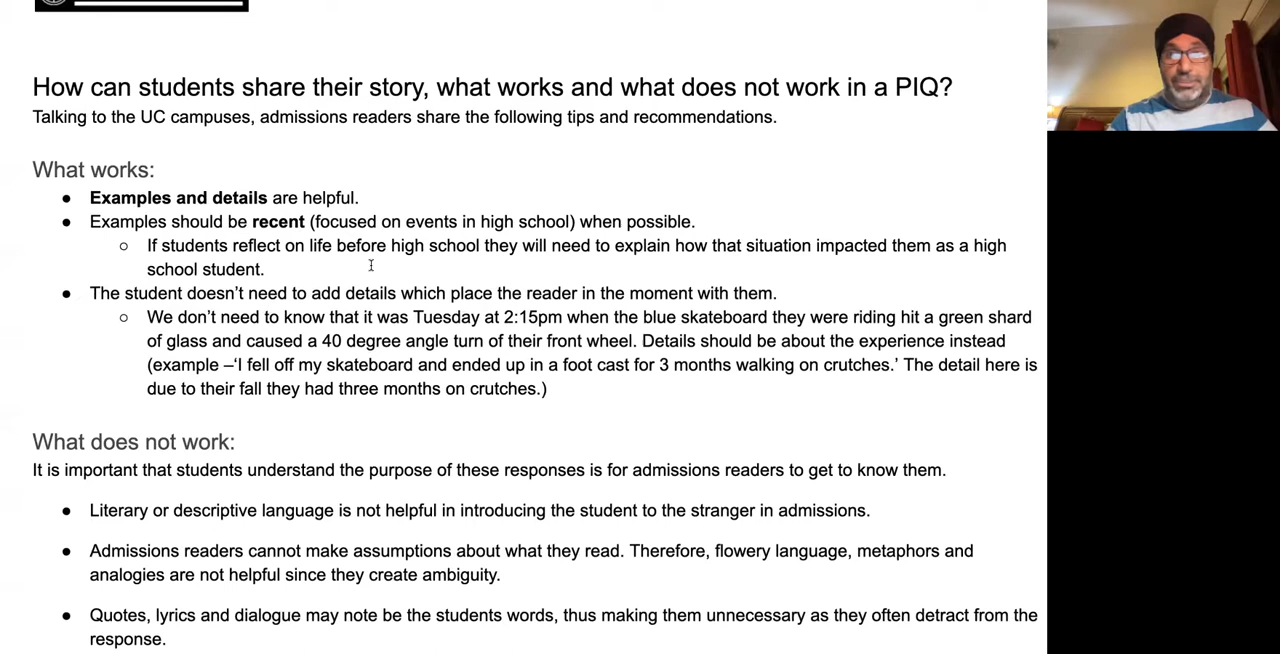 How can students share their story, what works and what does not work in a PIQ?
Talking to the UC campuses, admissions readers share the following tips and recommendations.
What works:
● Examples and details are helpful.
● Examples should be recent (focused on events in high school) when possible.
○ If students reflect on life before high school they will need to explain how that situation impacted them as a high
school student.
● The student doesn’t need to add details which place the reader in the moment with them.
○ We don’t need to know that it was Tuesday at 2:15pm when the blue skateboard they were riding hit a green shard
of glass and caused a 40 degree angle turn of their front wheel. Details should be about the experience instead
(example –‘I fell off my skateboard and ended up in a foot cast for 3 months walking on crutches.’ The detail here is
due to their fall they had three months on crutches.)
What does not work:
It is important that students understand the purpose of these responses is for admissions readers to get to know them.
● Literary or descriptive language is not helpful in introducing the student to the stranger in admissions.
● Admissions readers cannot make assumptions about what they read. Therefore, flowery language, metaphors and
analogies are not helpful since they create ambiguity.
● Quotes, lyrics and dialogue may note be the students words, thus making them unnecessary as they often detract from the
response.